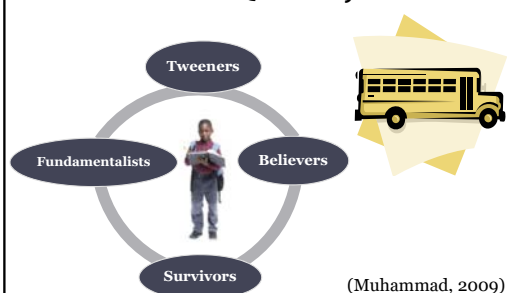 Tweeners
Fundamentalists
Believers
Survivors
(Muhammad, 2009)